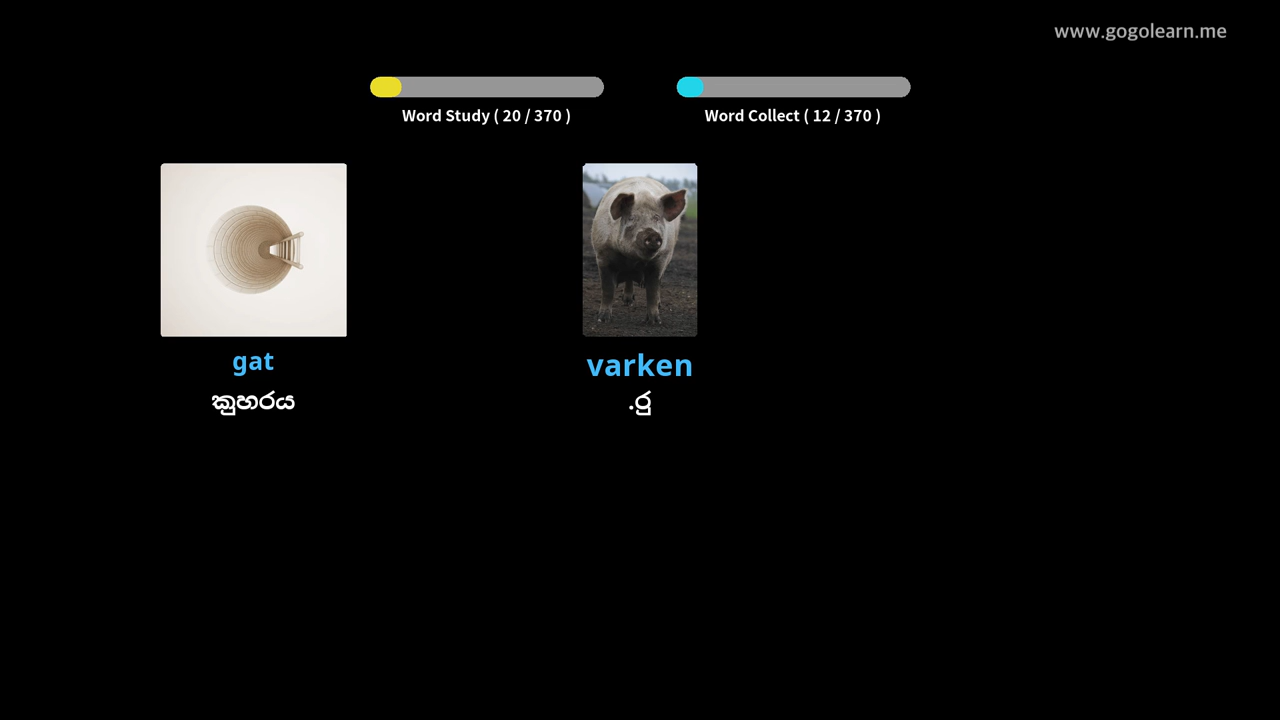 www.gogolearn.me
Word Study ( 20 / 370 )
Word Collect ( 12 / 370 )
gat
කුහරය
varken
.රු